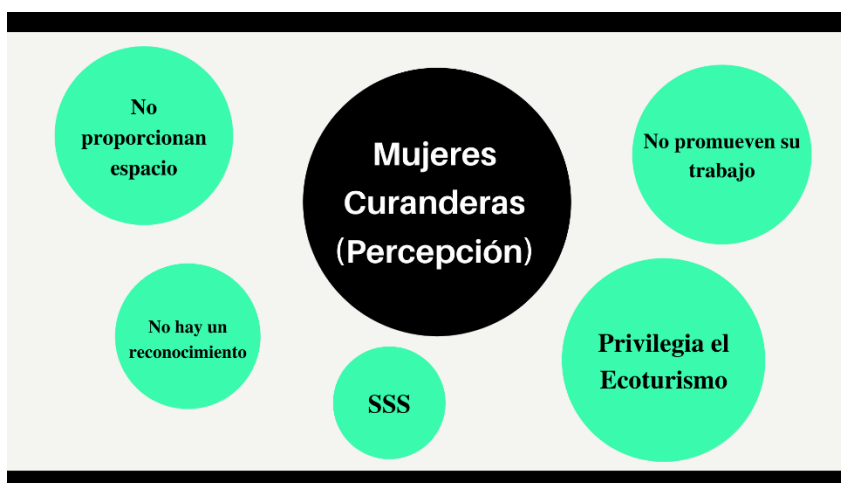 No
proporcionan
espacio
Mujeres
Curanderas
(Percepción)
No promueven su
trabajo
No hay un
reconocimiento
SSS
Privilegia el
Ecoturismo